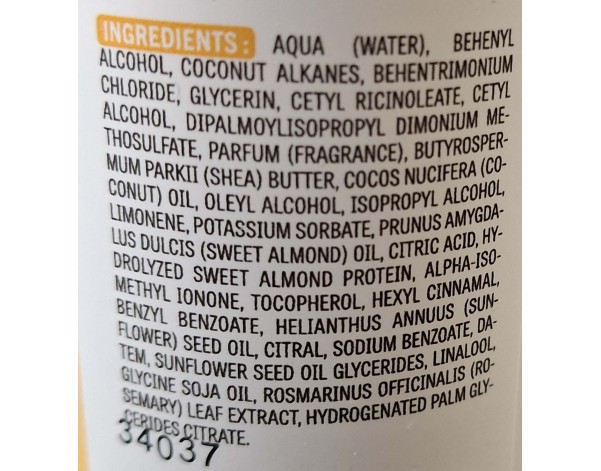 INGREDIENTS: AQUA (WATER), BEHENYL
ALCOHOL, COCONUT ALKANES, BEHENTRIMONIUM
CHLORIDE, GLYCERIN, CETYL RICINOLEATE, CETYL
ALCOHOL, DIPALMOYLISOPROPYL DIMONIUM ME-
THOSULFATE, PARFUM (FRAGRANCE), BUTYROSPER-
MUM PARKII (SHEA) BUTTER, COCOS NUCIFERA (CO-
CONUT) OIL, OLEYL ALCOHOL, ISOPROPYL ALCOHOL,
LIMONENE, POTASSIUM SORBATE, PRUNUS AMYGDA-
LUS DULCIS (SWEET ALMOND) OIL, CITRIC ACID, HY-
DROLYZED SWEET ALMOND PROTEIN, ALPHA-ISO-
METHYL IONONE, TOCOPHEROL, HEXYL CINNAMAL,
BENZYL BENZOATE, HELIANTHUS ANNUUS (SUN-
FLOWER) SEED OIL, CITRAL, SODIUM BENZOATE, DA-
TEM, SUNFLOWER SEED OIL GLYCERIDES, LINALOOL,
GLYCINE SOJA OIL, ROSMARINUS OFFICINALIS (RO-
SEMARY) LEAF EXTRACT, HYDROGENATED PALM GLY-
CERIDES CITRATE.
34037